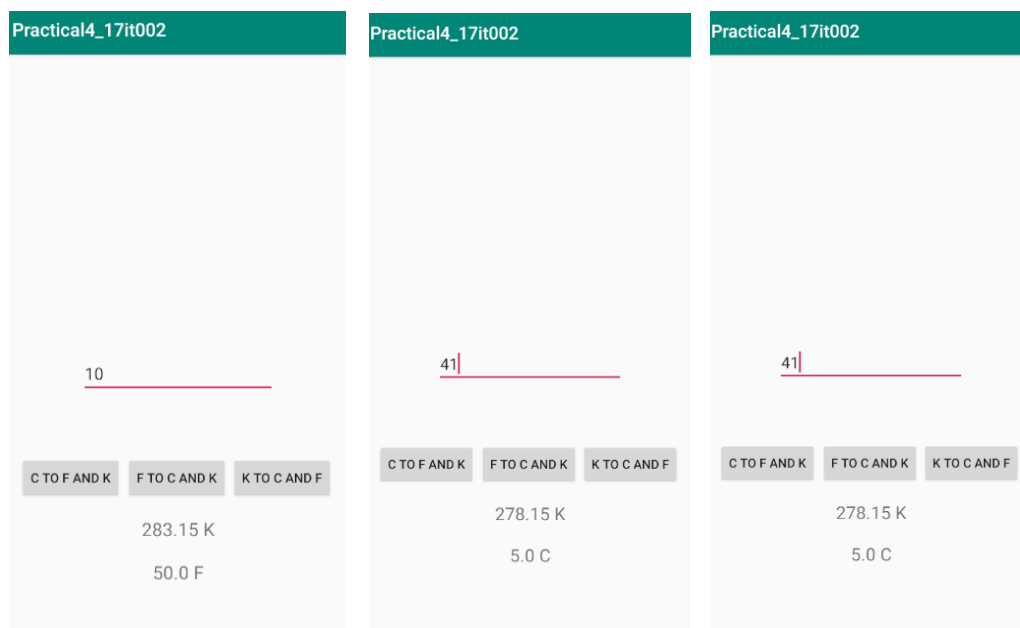 Practical4_17it002
10
C TO F AND K F TO C AND K K TO C AND F
283.15 K
50.0 F
Practical4_17it002
41
C TO F AND K F TO C AND K K TO C AND F
278.15 K
5.0 C
Practical4_17it002
41
C TO F AND K F TO C AND K K TO C AND F
278.15 K
5.0 C